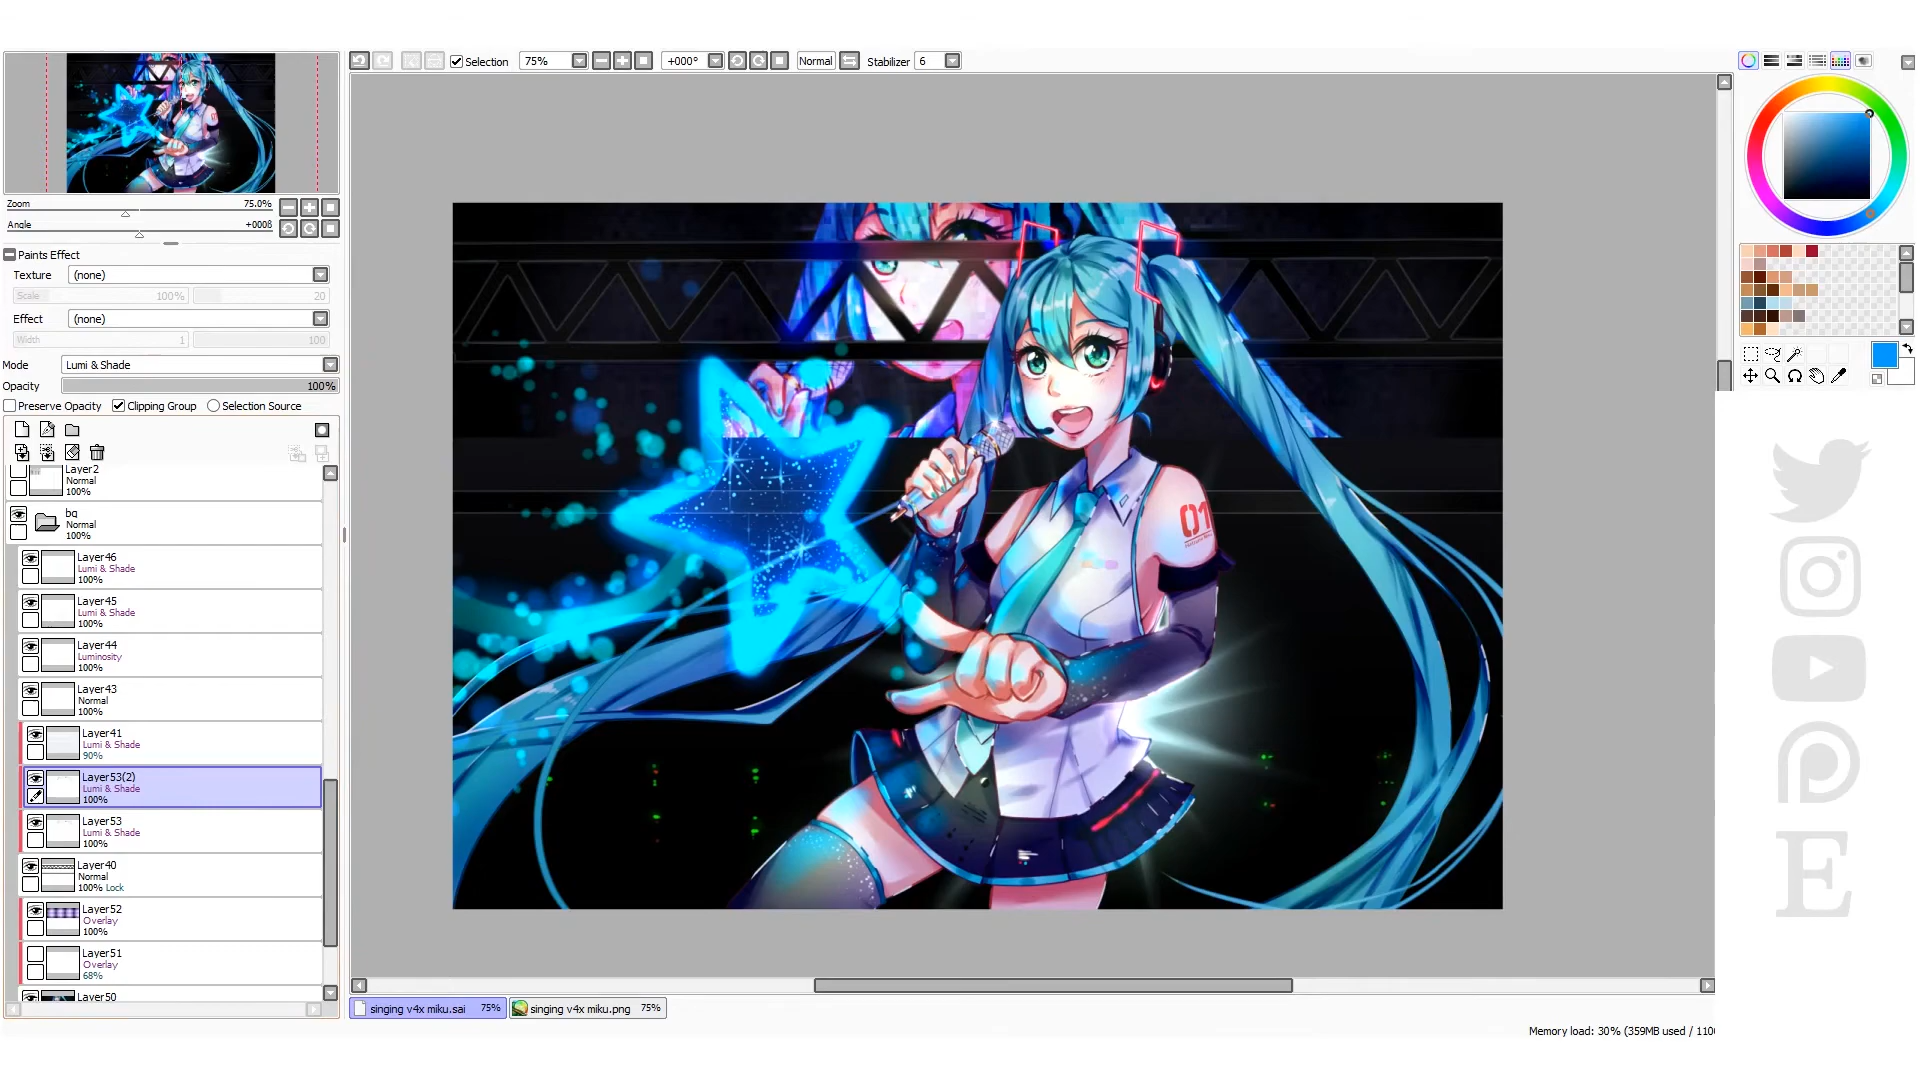 Selection 75% +000° Normal Stabilizer 6
Zoom 75.0%
Angle +000ß
Paints Effect
Texture (none)
Scale 100% 20
Effect (none)
Width 1 100
Mode Lumi & Shade
Opacity 100%
Preserve Opacity Clipping Group Selection Source
Layer2
Normal
100%
bg
Normal
100%
Layer46
Lumi & Shade
100%
Layer45
Lumi & Shade
100%
Layer44
Luminosity
100%
Layer43
Normal
100%
Layer41
Lumi & Shade
90%
Layer53(2)
Lumi & Shade
100%
Layer53
Lumi & Shade
100%
Layer40
Normal
100% Lock
Layer52
Overlay
100%
Layer51
Overlay
68%
Layer50
01
singing v4x miku.sai 75% singing v4x miku.png 75%
Memory load: 30% (359MB used / 110
E